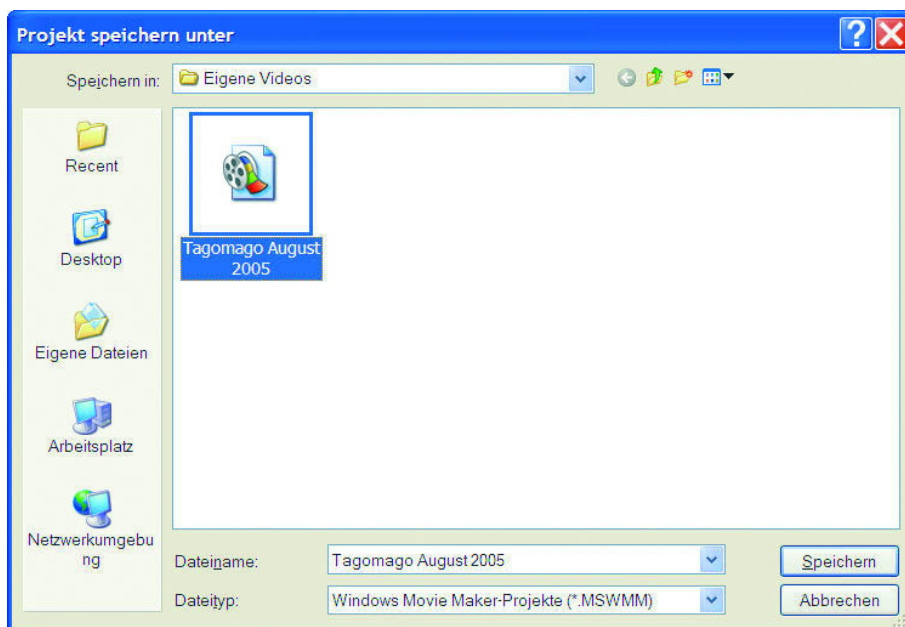 Projekt speichern unter
Speichern in:
Eigene Videos
Recent
Desktop
Eigene Dateien
Arbeitsplatz
Netzwerkumgebu
ng
Tagomago August
2005
Dateiname:
Tagomago August 2005
Speichern
Dateityp:
Windows Movie Maker-Projekte (*.MSWMM)
Abbrechen